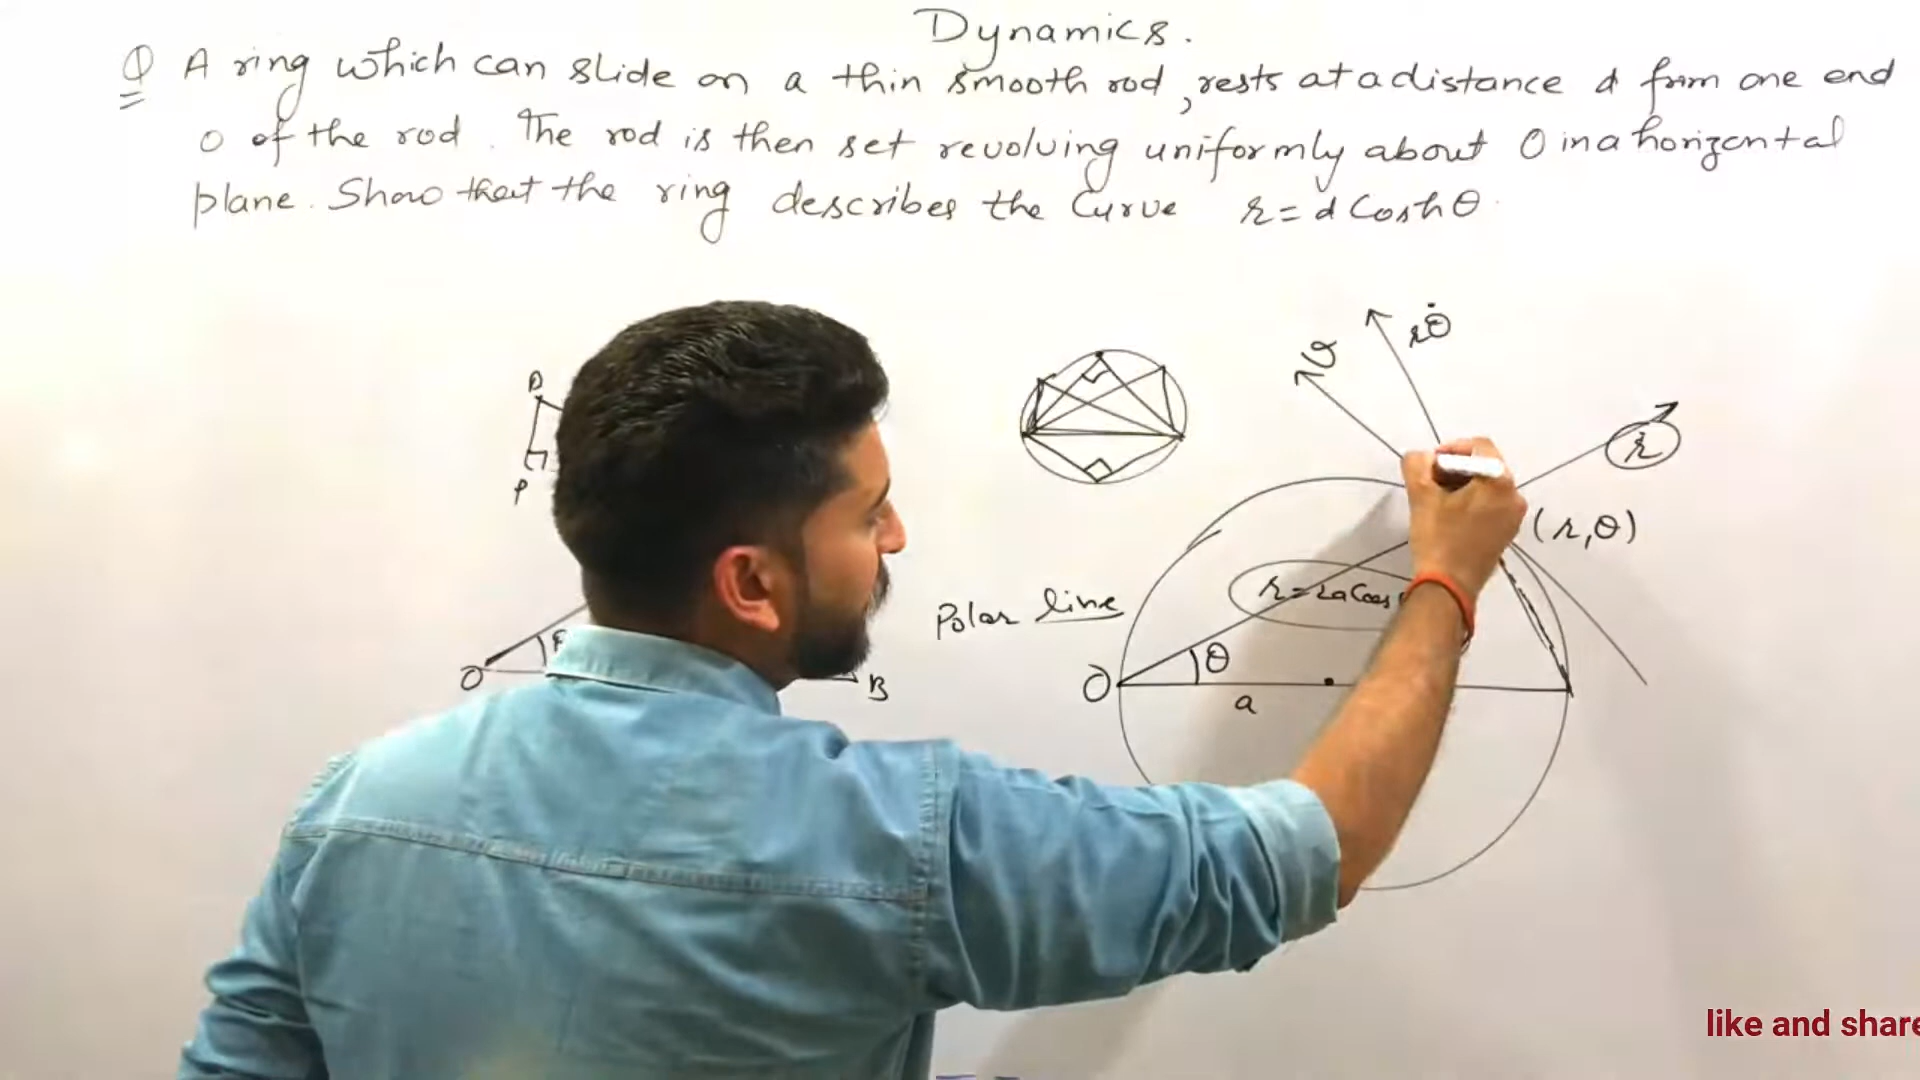 Dynamics.
Q A ring which can slide on a thin smooth rod, rests at a distance d from one end
O of the rod. The rod is then set revolving uniformly about O in a horizontal
plane. Show that the ring describes the Curve r = d Cosh θ
rθ̇
v
A
ṙ
P
(r, θ)
r = 2a Cos
Polar line
θ
O
B
O
a
like and share